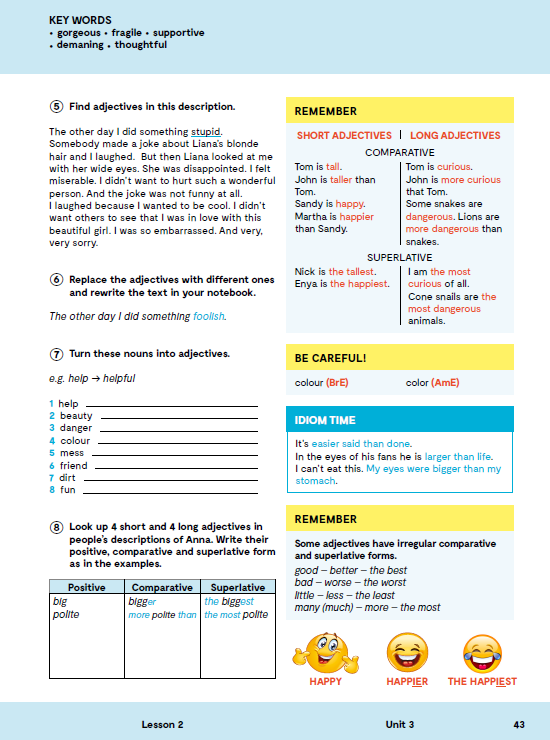 KEY WORDS
• gorgeous • fragile • supportive
• demaning • thoughtful
5 Find adjectives in this description.
The other day I did something stupid.
Somebody made a joke about Liana's blonde
hair and I laughed.  But then Liana looked at me
with her wide eyes. She was disappointed. I felt
miserable. I didn't want to hurt such a wonderful
person. And the joke was not funny at all.
I laughed because I wanted to be cool. I didn't
want others to see that I was in love with this
beautiful girl. I was so embarrassed. And very,
very sorry.
6 Replace the adjectives with different ones
and rewrite the text in your notebook.
The other day I did something foolish.
7 Turn these nouns into adjectives.
e.g. help → helpful
1 help
2 beauty
3 danger
4 colour
5 mess
6 friend
7 dirt
8 fun
8 Look up 4 short and 4 long adjectives in
people's descriptions of Anna. Write their
positive, comparative and superlative form
as in the examples.
Positive Comparative Superlative
big bigger the biggest
polite more polite than the most polite
REMEMBER
SHORT ADJECTIVES | LONG ADJECTIVES
COMPARATIVE
Tom is tall.
John is taller than
Tom.
Sandy is happy.
Martha is happier
than Sandy.
Tom is curious.
John is more curious
that Tom.
Some snakes are
dangerous. Lions are
more dangerous than
snakes.
SUPERLATIVE
Nick is the tallest.
Enya is the happiest.
I am the most
curious of all.
Cone snails are the
most dangerous
animals.
BE CAREFUL!
colour (BrE) color (AmE)
IDIOM TIME
It's easier said than done.
In the eyes of his fans he is larger than life.
I can't eat this. My eyes were bigger than my
stomach.
REMEMBER
Some adjectives have irregular comparative
and superlative forms.
good – better – the best
bad – worse – the worst
little – less – the least
many (much) – more – the most
HAPPY HAPPIER THE HAPPIEST
Lesson 2 Unit 3 43